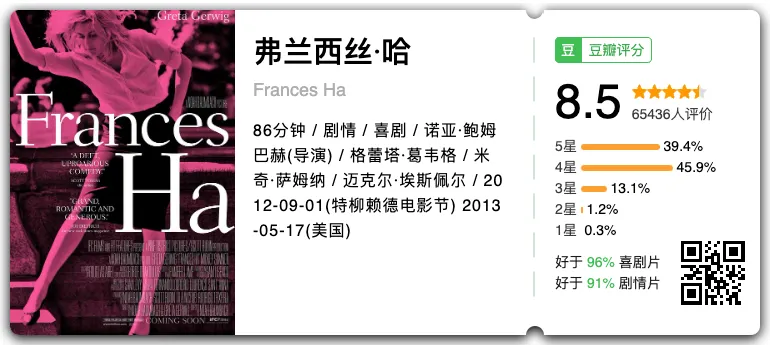 Greta Gerwig
Frances
Ha
"A DEFT,
UPROARIOUS
COMEDY."
"GRAND,
ROMANTIC AND
GENEROUS."
COMING SOON
弗兰西丝·哈
Frances Ha
86分钟 / 剧情 / 喜剧 / 诺亚·鲍姆
巴赫(导演) / 格蕾塔·葛韦格 / 米
奇·萨姆纳 / 迈克尔·埃斯佩尔 / 20
12-09-01(特柳赖德电影节) 2013
-05-17(美国)
豆 豆瓣评分
8.5
65436人评价
5星 39.4%
4星 45.9%
3星 13.1%
2星 1.2%
1星 0.3%
好于 96% 喜剧片
好于 91% 剧情片